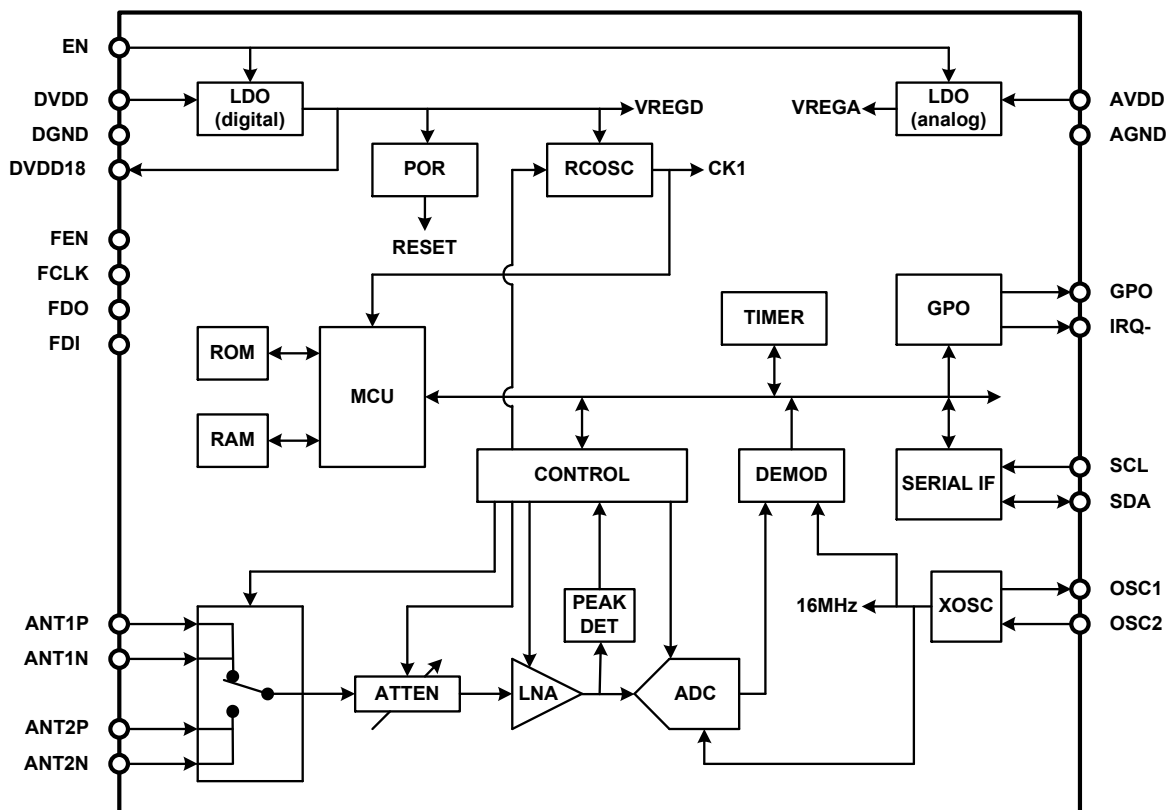 EN
DVDD
DGND
DVDD18
FEN
FCLK
FDO
FDI
ANT1P
ANT1N
ANT2P
ANT2N
LDO
(digital)
VREGD
POR
RESET
RCOSC
CK1
VREGA
LDO
(analog)
AVDD
AGND
ROM
RAM
MCU
TIMER
GPO
GPO
IRQ-
CONTROL
DEMOD
SERIAL IF
SCL
SDA
PEAK
DET
16MHz
XOSC
OSC1
OSC2
ATTEN
LNA
ADC